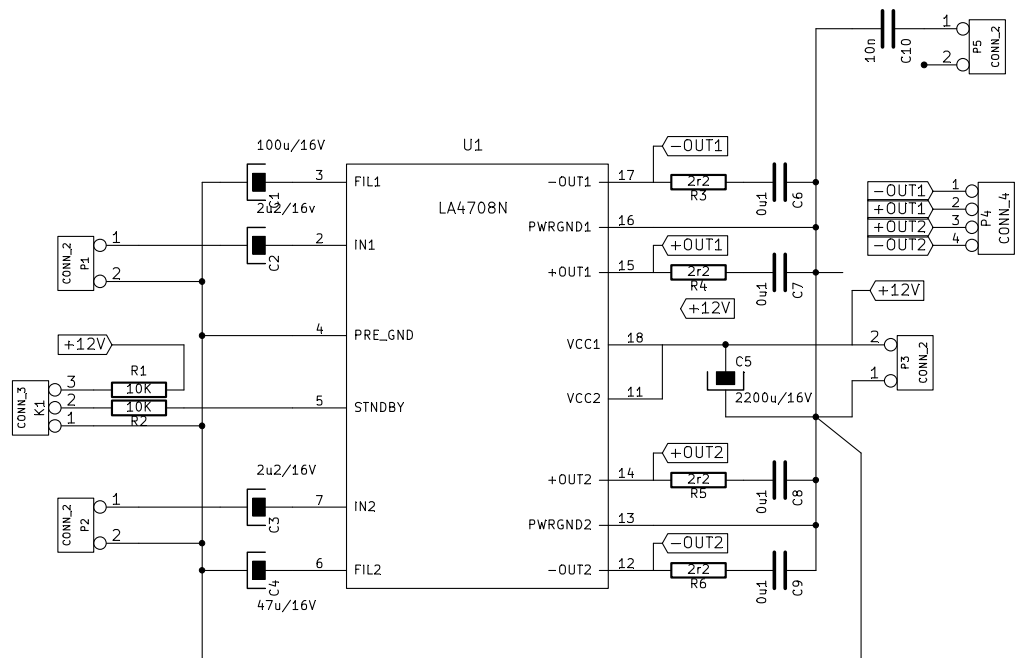 1
2
P5
CONN_2
10n
C10
100u/16V
C1
2u2/16v
C2
U1
LA4708N
3 FIL1
2 IN1
4 PRE_GND
5 STNDBY
7 IN2
6 FIL2
-OUT1 17
PWRGND1 16
+OUT1 15
VCC1 18
VCC2 11
+OUT2 14
PWRGND2 13
-OUT2 12
-OUT1
2r2
R3
0u1
C6
+OUT1
2r2
R4
0u1
C7
+12V
-OUT1 1
+OUT1 2
+OUT2 3
-OUT2 4
P4
CONN_4
CONN_2
P1
1
2
+12V
R1
10K
10K
R2
CONN_3
K1
3
2
1
+12V
C5
2200u/16V
2
1
P3
CONN_2
2u2/16V
C3
CONN_2
P2
1
2
C4
47u/16V
+OUT2
2r2
R5
0u1
C8
-OUT2
2r2
R6
0u1
C9